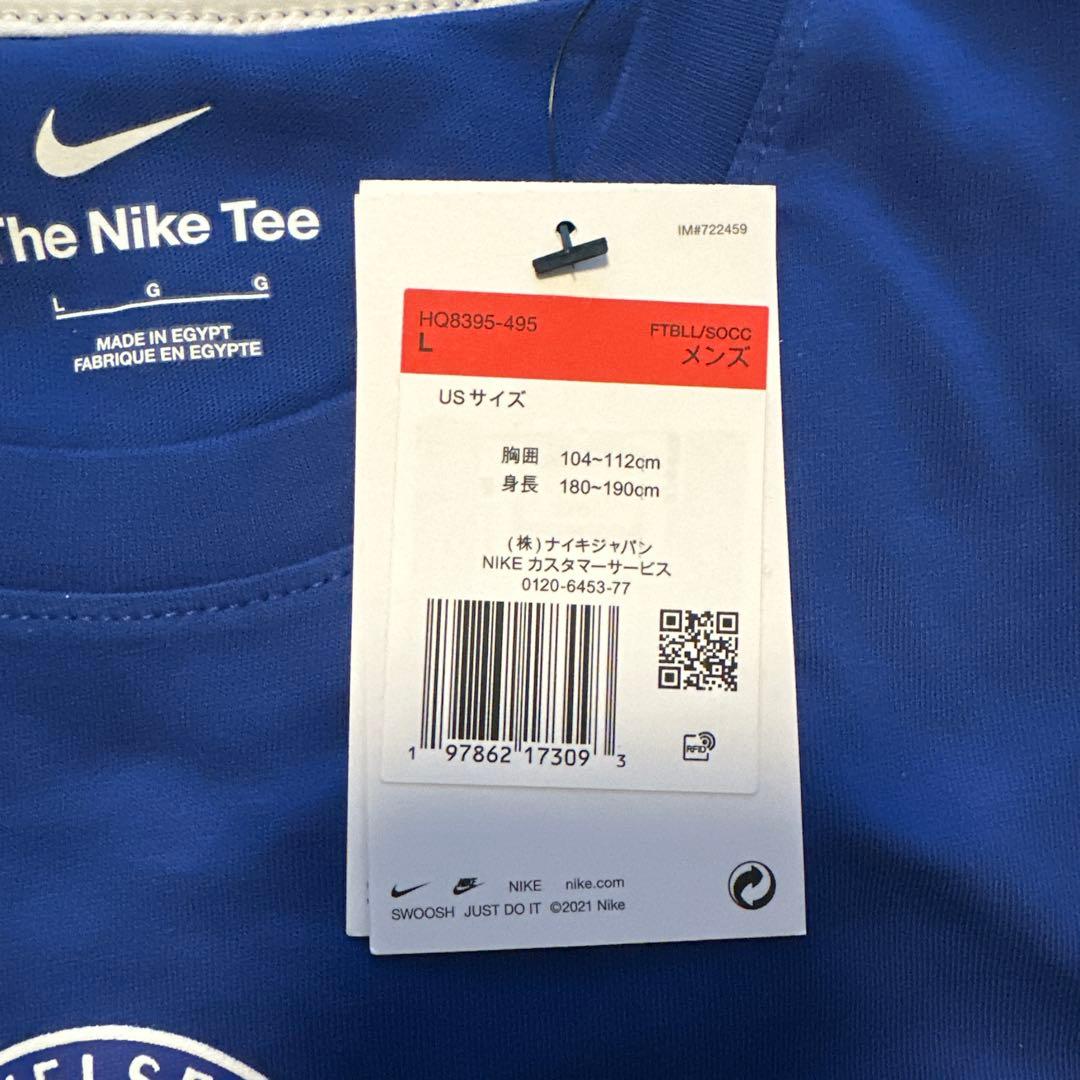 The Nike Tee
L G G
MADE IN EGYPT
FABRIQUE EN EGYPTE
IM#722459
HQ8395-495
L
FTBLL/SOCC
メンズ
USサイズ
胸囲 104~112cm
身長 180~190cm
(株)ナイキジャパン
NIKE カスタマーサービス
0120-6453-77
1 97862 17309 3
RFID
NIKE nike.com
SWOOSH JUST DO IT ©2021 Nike